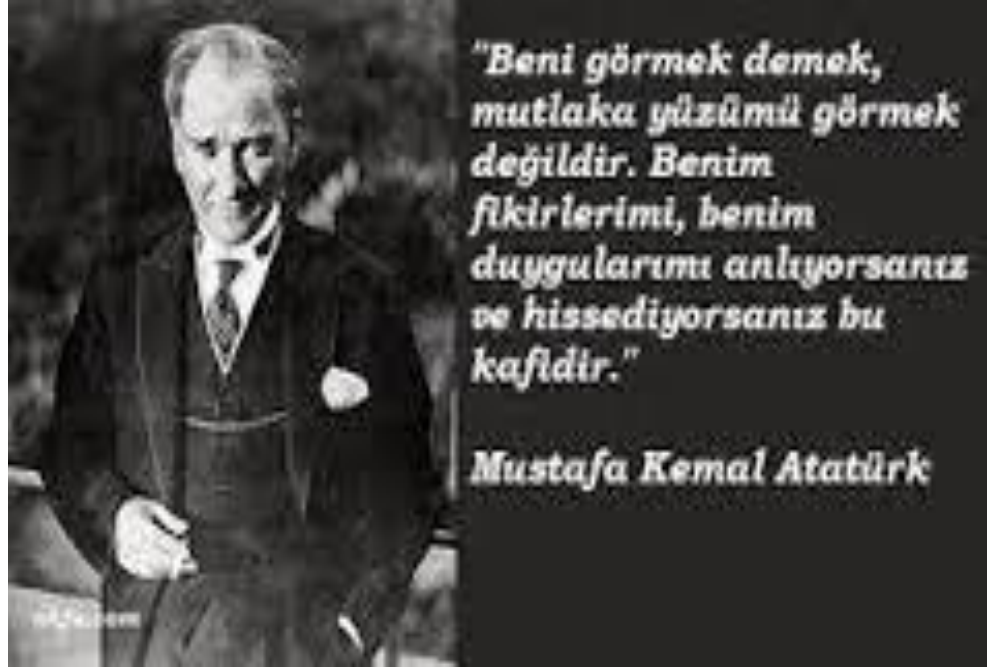 "Beni görmek demek,
mutlaka yüzümü görmek
değildir. Benim
fikirlerimi, benim
duygularımı anlıyorsanız
ve hissediyorsanız bu
kafidir."
Mustafa Kemal Atatürk